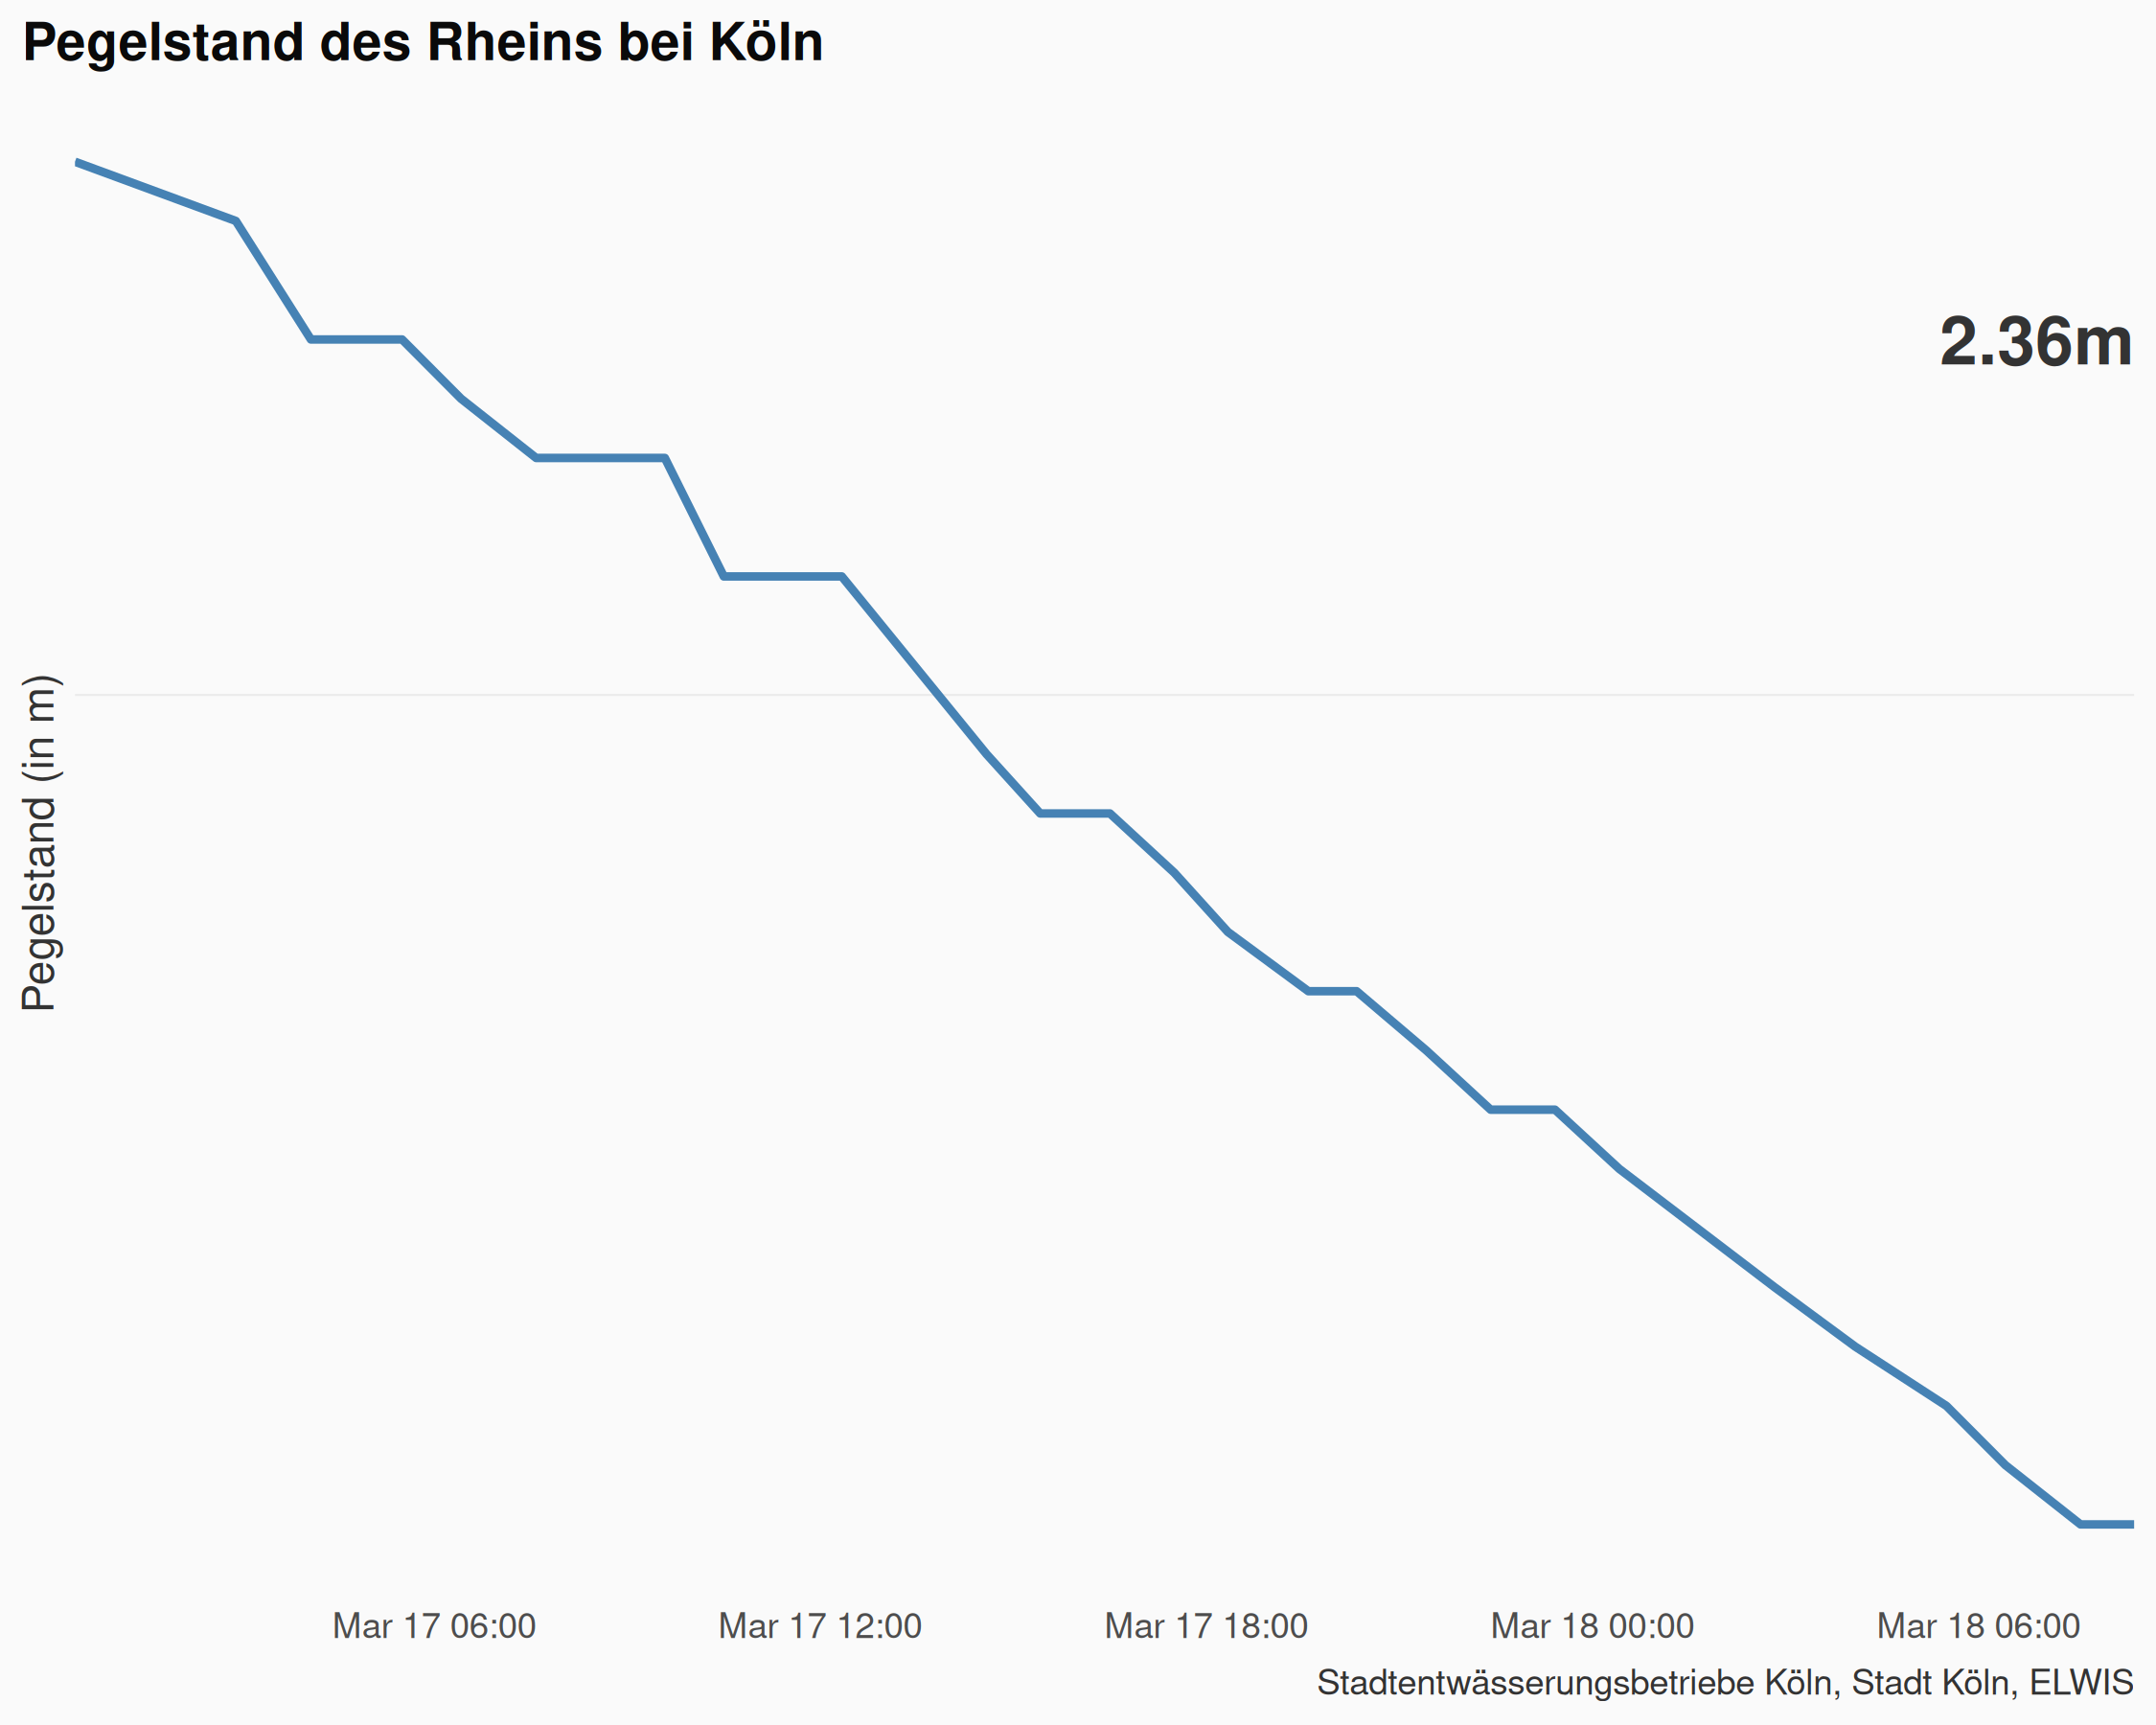 Pegelstand des Rheins bei Köln
2.36m
Pegelstand (in m)
Mar 17 06:00
Mar 17 12:00
Mar 17 18:00
Mar 18 00:00
Mar 18 06:00
Stadtentwässerungsbetriebe Köln, Stadt Köln, ELWIS